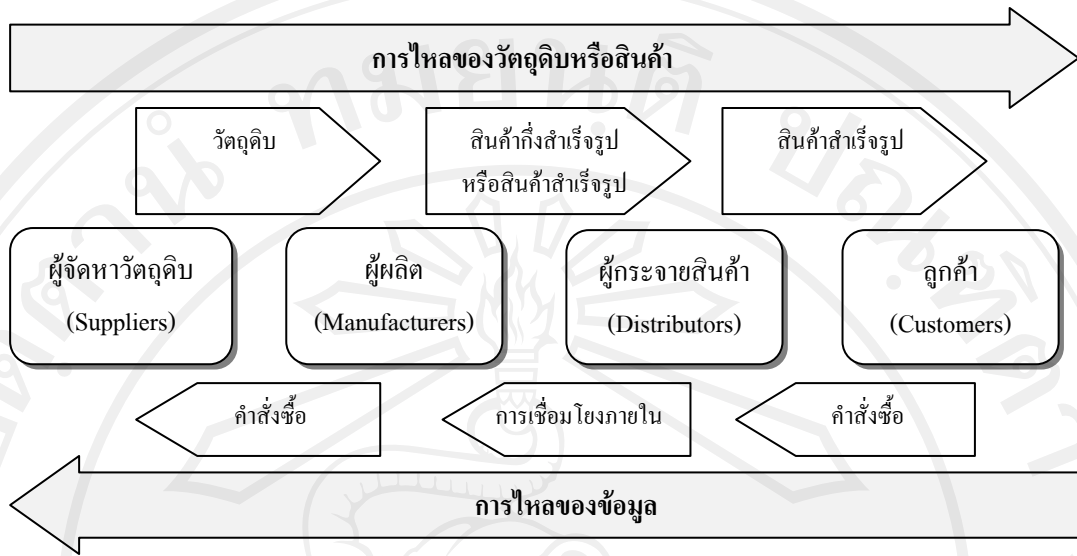 การไหลของวัตถุดิบหรือสินค้า
วัตถุดิบ
สินค้ากึ่งสำเร็จรูป
หรือสินค้าสำเร็จรูป
สินค้าสำเร็จรูป
ผู้จัดหาวัตถุดิบ
(Suppliers)
ผู้ผลิต
(Manufacturers)
ผู้กระจายสินค้า
(Distributors)
ลูกค้า
(Customers)
คำสั่งซื้อ
การเชื่อมโยงภายใน
คำสั่งซื้อ
การไหลของข้อมูล